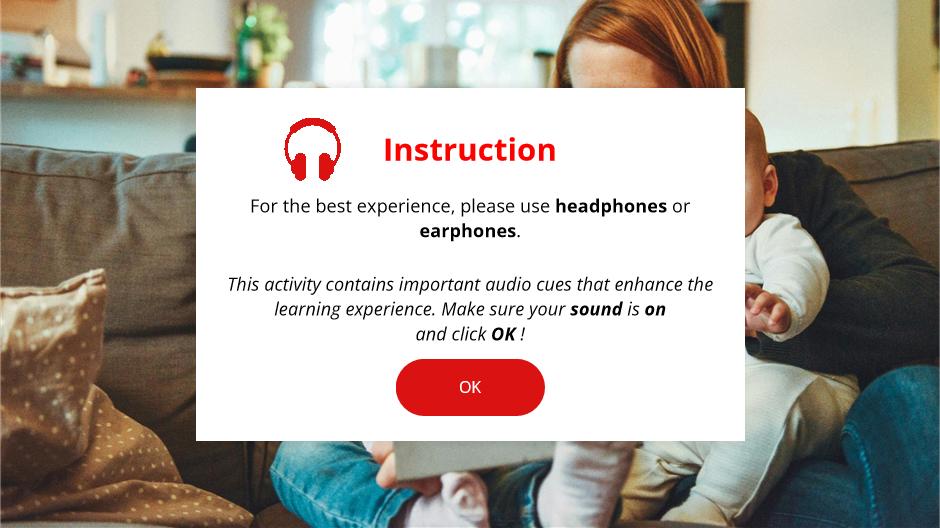 Instruction
For the best experience, please use headphones or
earphones.
This activity contains important audio cues that enhance the
learning experience. Make sure your sound is on
and click OK !
OK